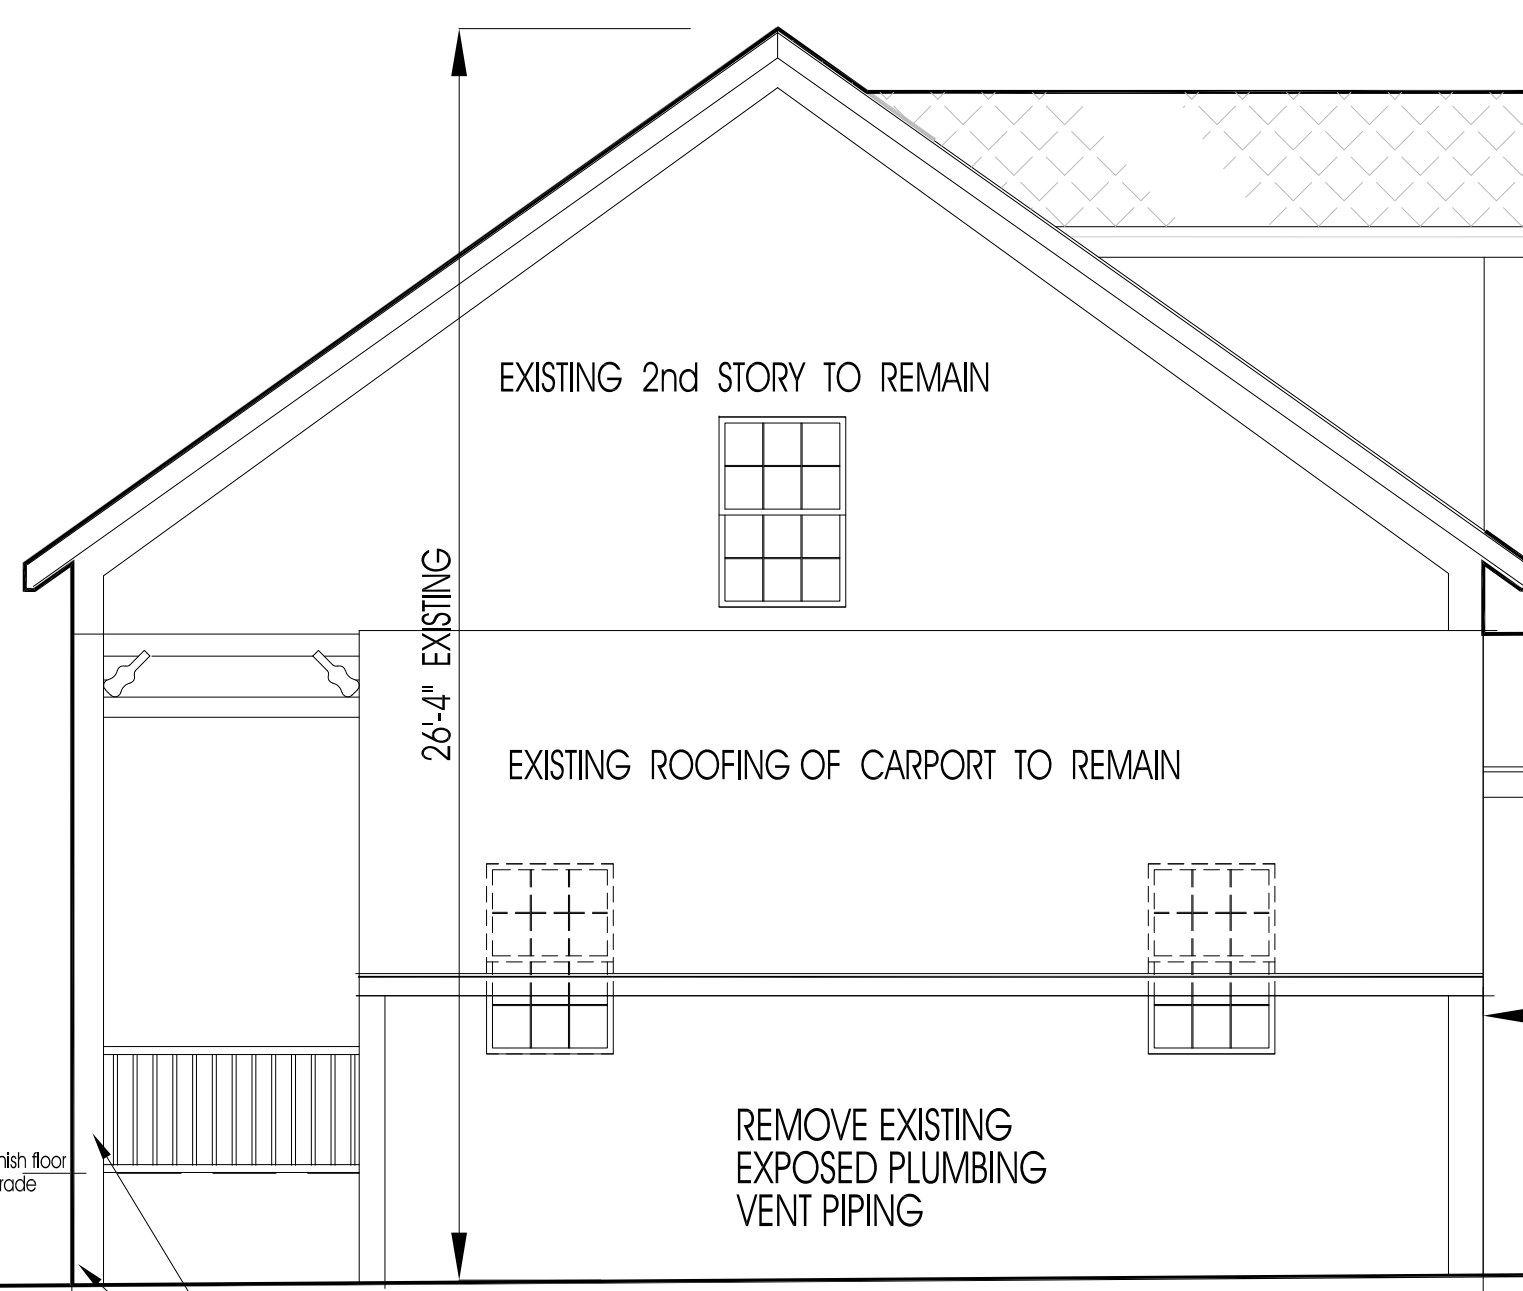 EXISTING 2nd STORY TO REMAIN
26'-4" EXISTING
EXISTING ROOFING OF CARPORT TO REMAIN
REMOVE EXISTING
EXPOSED PLUMBING
VENT PIPING
floor